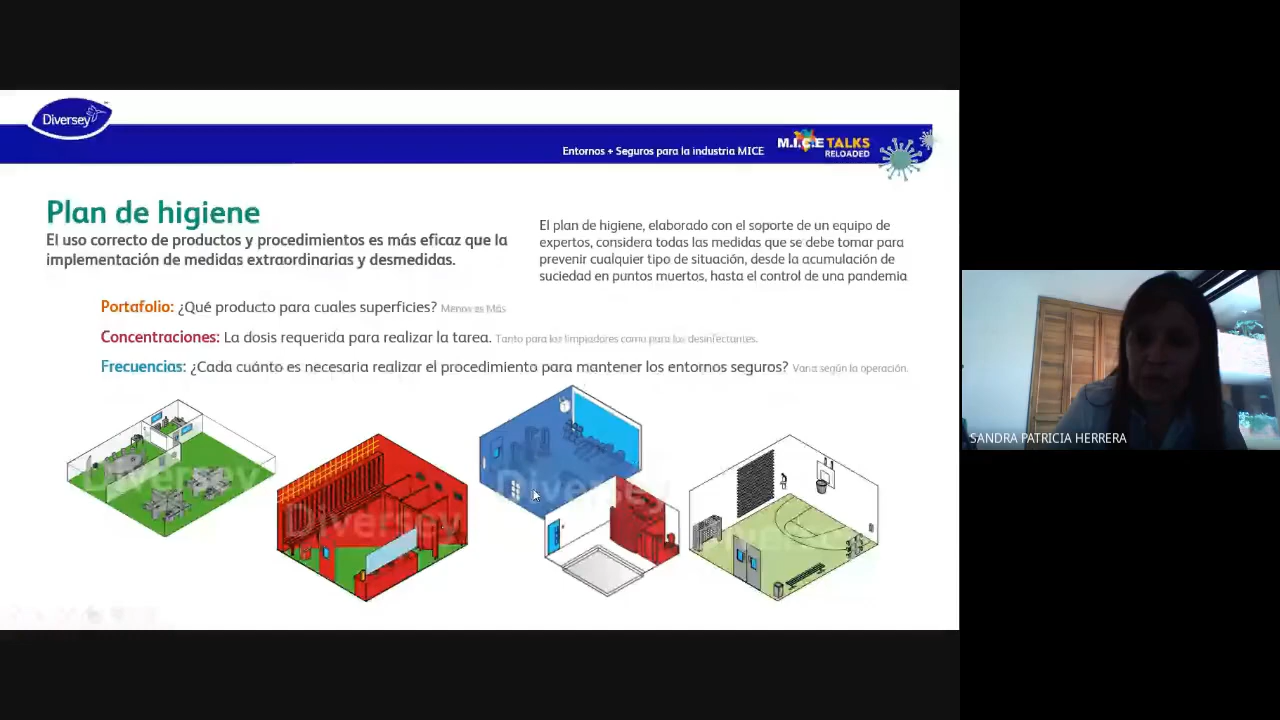 Diversey
Entornos + Seguros para la industria MICE
M.I.C.E TALKS
RELOADED
Plan de higiene
El uso correcto de productos y procedimientos es más eficaz que la
implementación de medidas extraordinarias y desmedidas.
El plan de higiene, elaborado con el soporte de un equipo de
expertos, considera todas las medidas que se debe tomar para
prevenir cualquier tipo de situación, desde la acumulación de
suciedad en puntos muertos, hasta el control de una pandemia
Portafolio: ¿Qué producto para cuales superficies? Menos es Más
Concentraciones: La dosis requerida para realizar la tarea. Tanto para los limpiadores como para los desinfectantes.
Frecuencias: ¿Cada cuánto es necesaria realizar el procedimiento para mantener los entornos seguros? Varia según la operación.
Diversey
Diversey
Diversey
SANDRA PATRICIA HERRERA